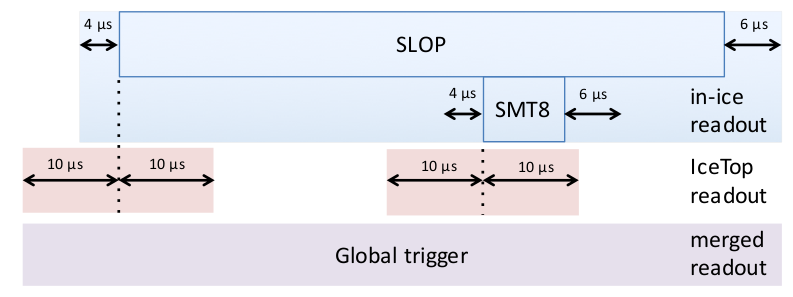 4 µs
SLOP
6 µs
4 µs
SMT8
6 µs
in-ice
readout
10 µs
10 µs
10 µs
10 µs
IceTop
readout
Global trigger
merged
readout